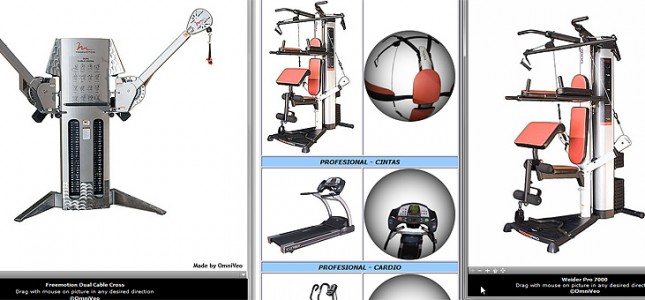 Made by OmniVeo
Freemotion Dual Cable Cross
Drag with mouse on picture in any desired direction
©OmniVeo
PROFESIONAL - CINTAS
PROFESIONAL - CARDIO
Weider Pro 7000
Drag with mouse on picture in any desired direction
©OmniVeo